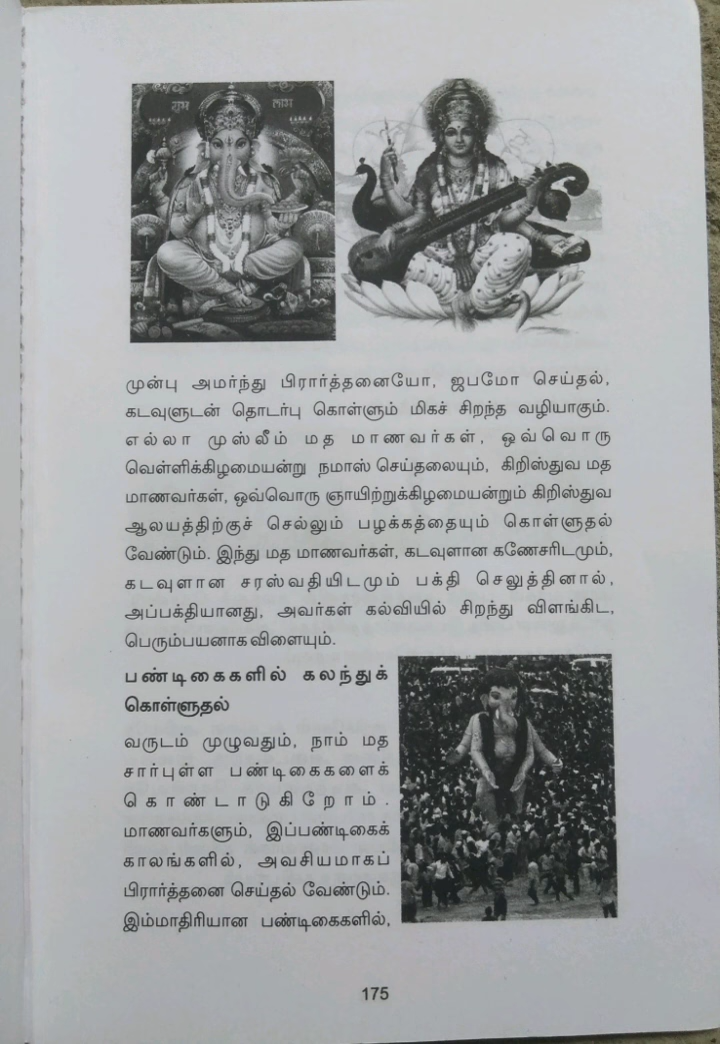 शुभ लाभ
முன்பு அமர்ந்து பிரார்த்தனையோ, ஜபமோ செய்தல்,
கடவுளுடன் தொடர்பு கொள்ளும் மிகச் சிறந்த வழியாகும்.
எல்லா முஸ்லீம் மத மாணவர்கள், ஒவ்வொரு
வெள்ளிக்கிழமையன்று நமாஸ் செய்தலையும், கிறிஸ்துவ மத
மாணவர்கள், ஒவ்வொரு ஞாயிற்றுக்கிழமையன்றும் கிறிஸ்துவ
ஆலயத்திற்குச் செல்லும் பழக்கத்தையும் கொள்ளுதல்
வேண்டும். இந்து மத மாணவர்கள், கடவுளான கணேசரிடமும்,
கடவுளான சரஸ்வதியிடமும் பக்தி செலுத்தினால்,
அப்பக்தியானது, அவர்கள் கல்வியில் சிறந்து விளங்கிட,
பெரும்பயனாக விளையும்.
பண்டிகைகளில் கலந்துக்
கொள்ளுதல்
வருடம் முழுவதும், நாம் மத
சார்புள்ள பண்டிகைகளைக்
கொண்டாடுகிறோம்.
மாணவர்களும், இப்பண்டிகைக்
காலங்களில், அவசியமாகப்
பிரார்த்தனை செய்தல் வேண்டும்.
இம்மாதிரியான பண்டிகைகளில்,
175